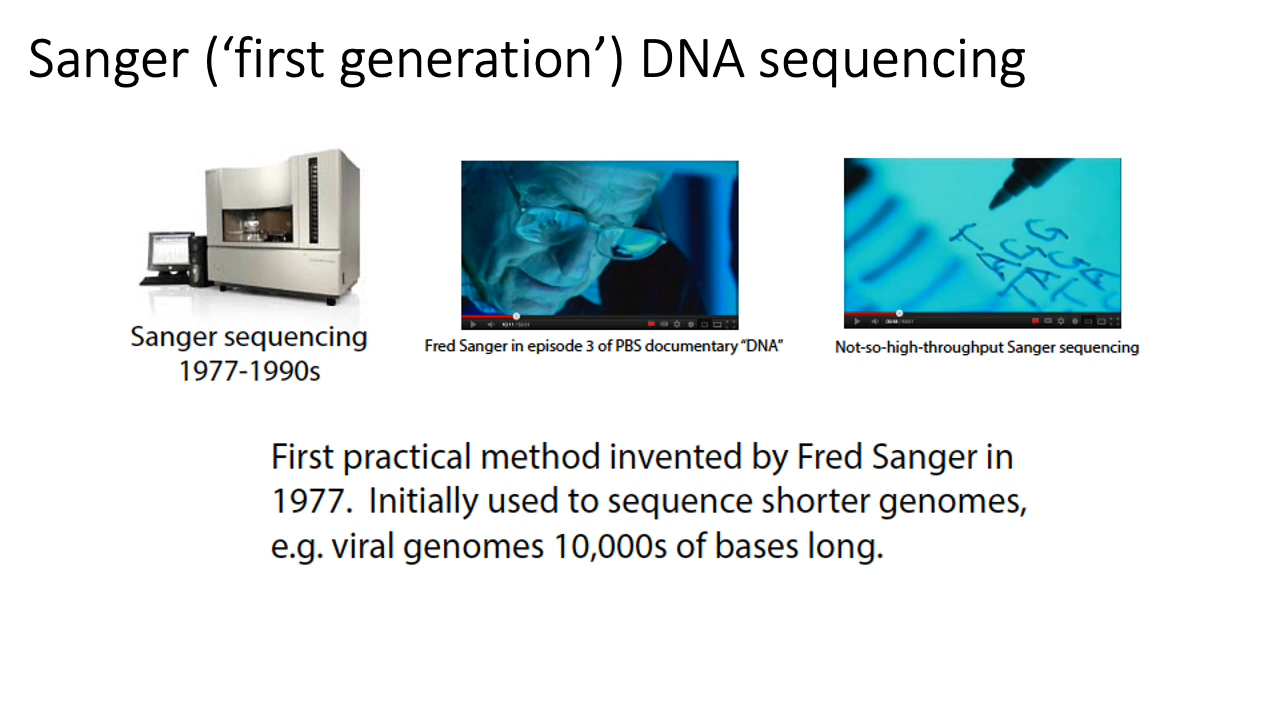 Sanger (‘first generation’) DNA sequencing
Sanger sequencing
1977-1990s
Fred Sanger in episode 3 of PBS documentary “DNA”
Not-so-high-throughput Sanger sequencing
First practical method invented by Fred Sanger in
1977.  Initially used to sequence shorter genomes,
e.g. viral genomes 10,000s of bases long.